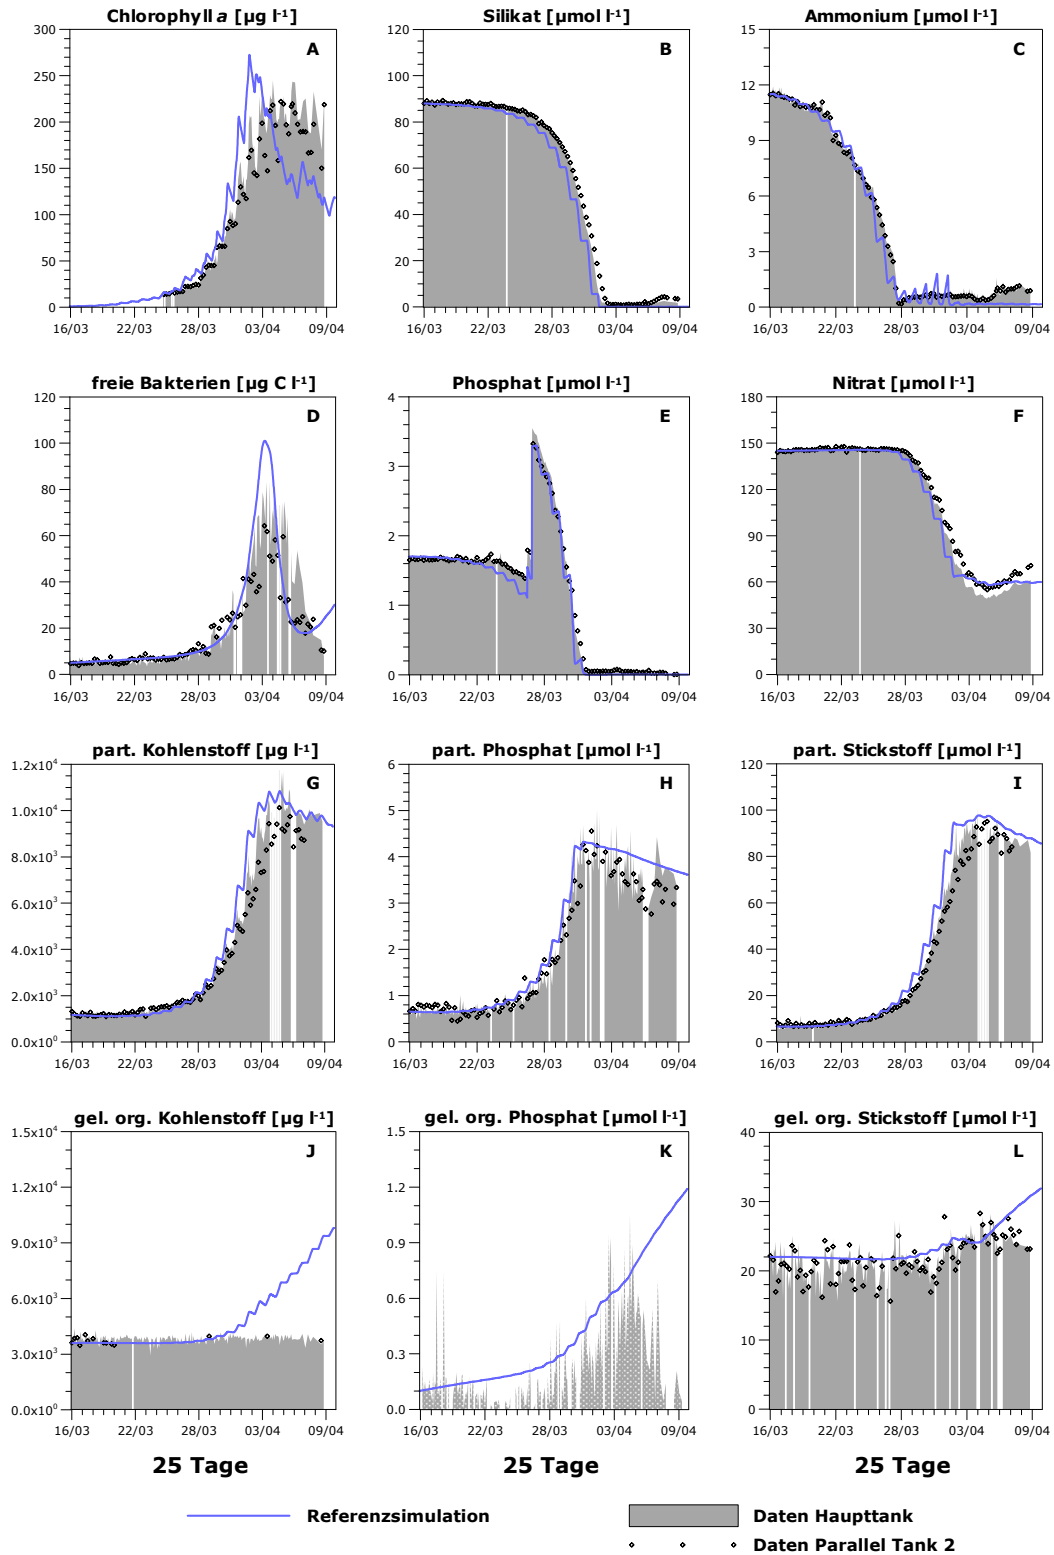 Chlorophyll a [µg l-1] Silikat [µmol l-1] Ammonium [µmol l-1]
A B C
300 250 200 150 100 50 0
120 100 80 60 40 20 0
15 12 9 6 3 0
16/03 22/03 28/03 03/04 09/04 16/03 22/03 28/03 03/04 09/04 16/03 22/03 28/03 03/04 09/04
freie Bakterien [µg C l-1] Phosphat [µmol l-1] Nitrat [µmol l-1]
D E F
120 100 80 60 40 20 0
4 3 2 1 0
180 150 120 90 60 30 0
16/03 22/03 28/03 03/04 09/04 16/03 22/03 28/03 03/04 09/04 16/03 22/03 28/03 03/04 09/04
part. Kohlenstoff [µg l-1] part. Phosphat [µmol l-1] part. Stickstoff [µmol l-1]
G H I
1.2x10⁴ 1.0x10⁴ 8.0x10³ 6.0x10³ 4.0x10³ 2.0x10³ 0.0x10⁰
6 5 4 3 2 1 0
120 100 80 60 40 20 0
16/03 22/03 28/03 03/04 09/04 16/03 22/03 28/03 03/04 09/04 16/03 22/03 28/03 03/04 09/04
gel. org. Kohlenstoff [µg l-1] gel. org. Phosphat [µmol l-1] gel. org. Stickstoff [µmol l-1]
J K L
1.5x10⁴ 1.2x10⁴ 9.0x10³ 6.0x10³ 3.0x10³ 0.0x10⁰
1.5 1.2 0.9 0.6 0.3 0.0
40 30 20 10 0
16/03 22/03 28/03 03/04 09/04 16/03 22/03 28/03 03/04 09/04 16/03 22/03 28/03 03/04 09/04
25 Tage 25 Tage 25 Tage
Referenzsimulation Daten Haupttank
Daten Parallel Tank 2